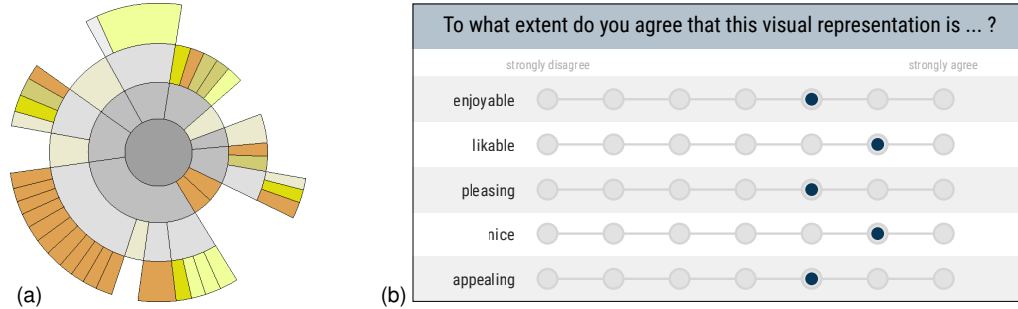 To what extent do you agree that this visual representation is ... ?
strongly disagree strongly agree
enjoyable
likable
pleasing
nice
appealing
(a) (b)